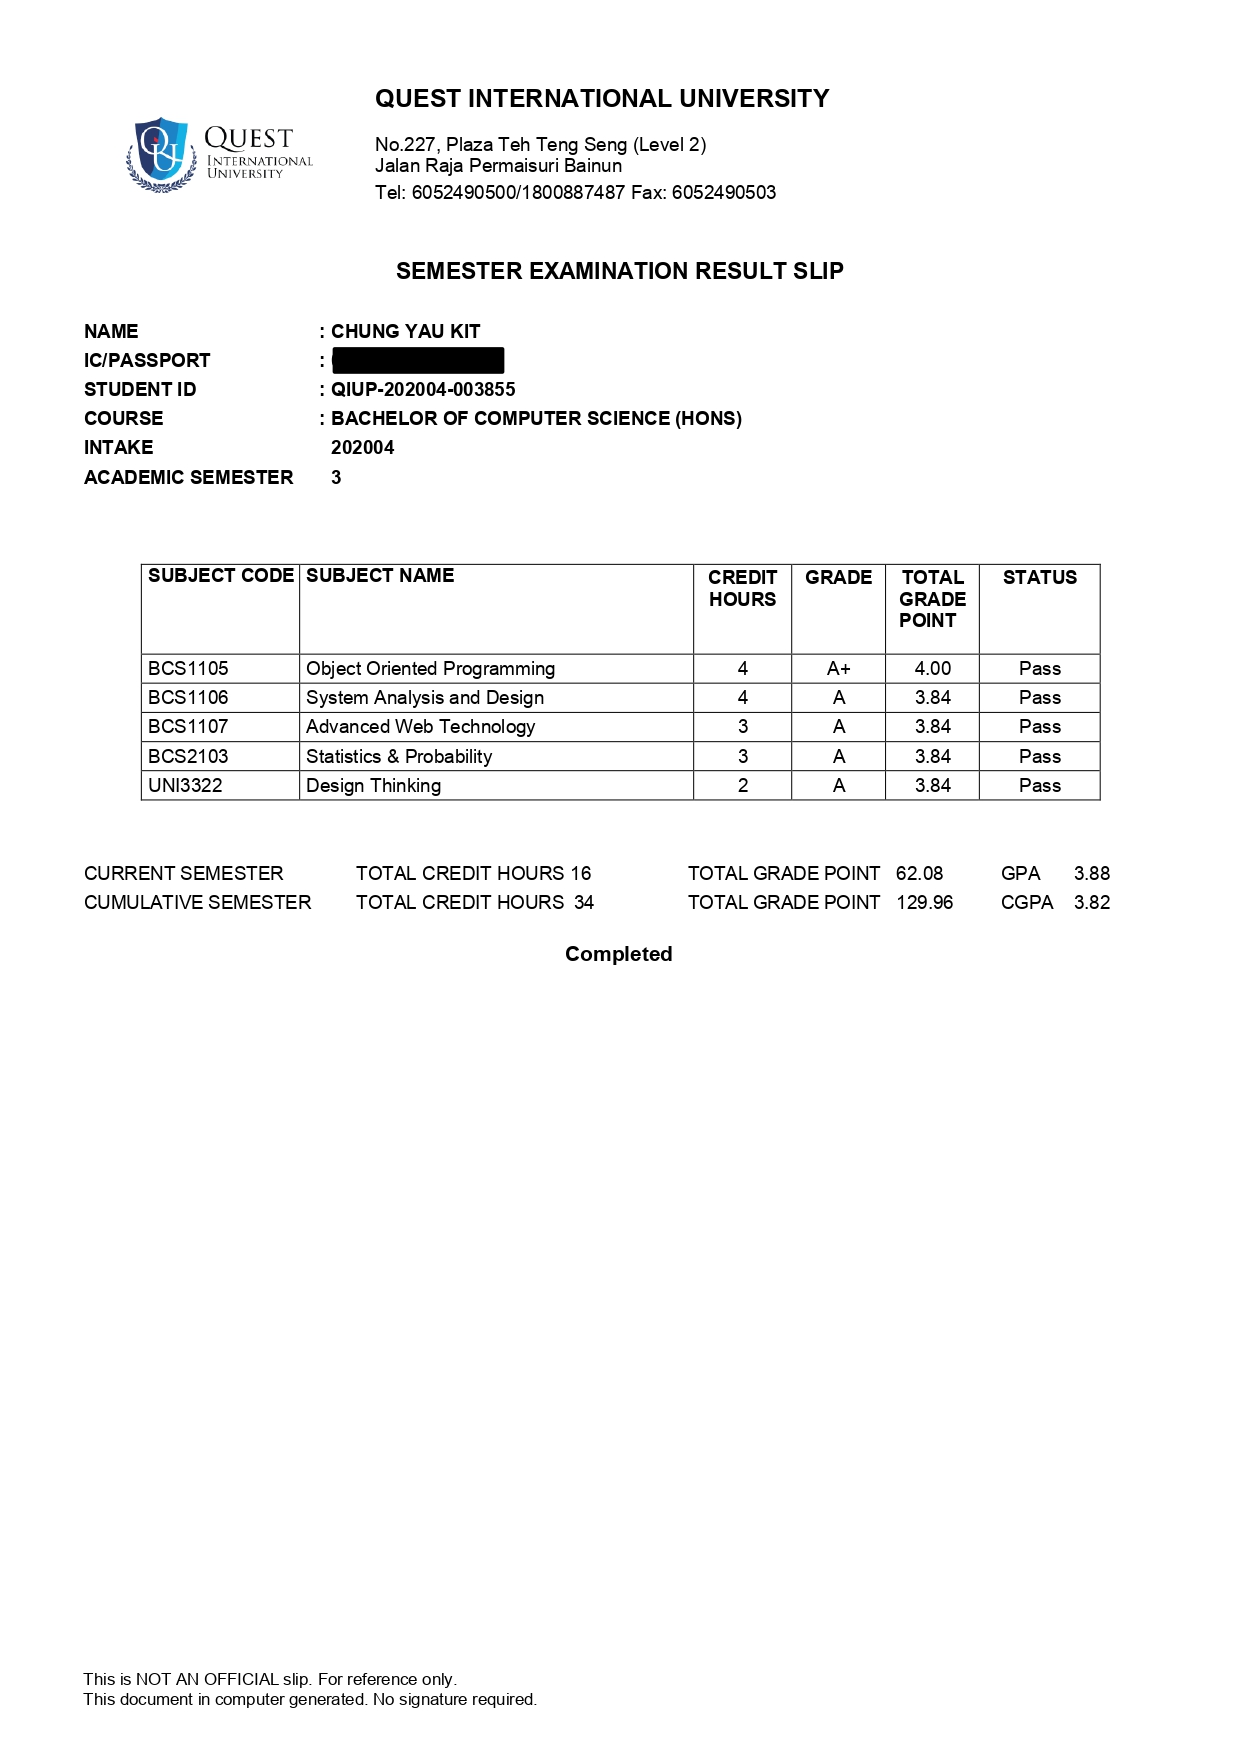 QUEST INTERNATIONAL UNIVERSITY
QU
QUEST
INTERNATIONAL
UNIVERSITY
No.227, Plaza Teh Teng Seng (Level 2)
Jalan Raja Permaisuri Bainun
Tel: 6052490500/1800887487 Fax: 6052490503
SEMESTER EXAMINATION RESULT SLIP
NAME : CHUNG YAU KIT
IC/PASSPORT :
STUDENT ID : QIUP-202004-003855
COURSE : BACHELOR OF COMPUTER SCIENCE (HONS)
INTAKE 202004
ACADEMIC SEMESTER 3
SUBJECT CODE SUBJECT NAME CREDIT HOURS GRADE TOTAL GRADE POINT STATUS
BCS1105 Object Oriented Programming 4 A+ 4.00 Pass
BCS1106 System Analysis and Design 4 A 3.84 Pass
BCS1107 Advanced Web Technology 3 A 3.84 Pass
BCS2103 Statistics & Probability 3 A 3.84 Pass
UNI3322 Design Thinking 2 A 3.84 Pass
CURRENT SEMESTER TOTAL CREDIT HOURS 16 TOTAL GRADE POINT 62.08 GPA 3.88
CUMULATIVE SEMESTER TOTAL CREDIT HOURS 34 TOTAL GRADE POINT 129.96 CGPA 3.82
Completed
This is NOT AN OFFICIAL slip. For reference only.
This document in computer generated. No signature required.